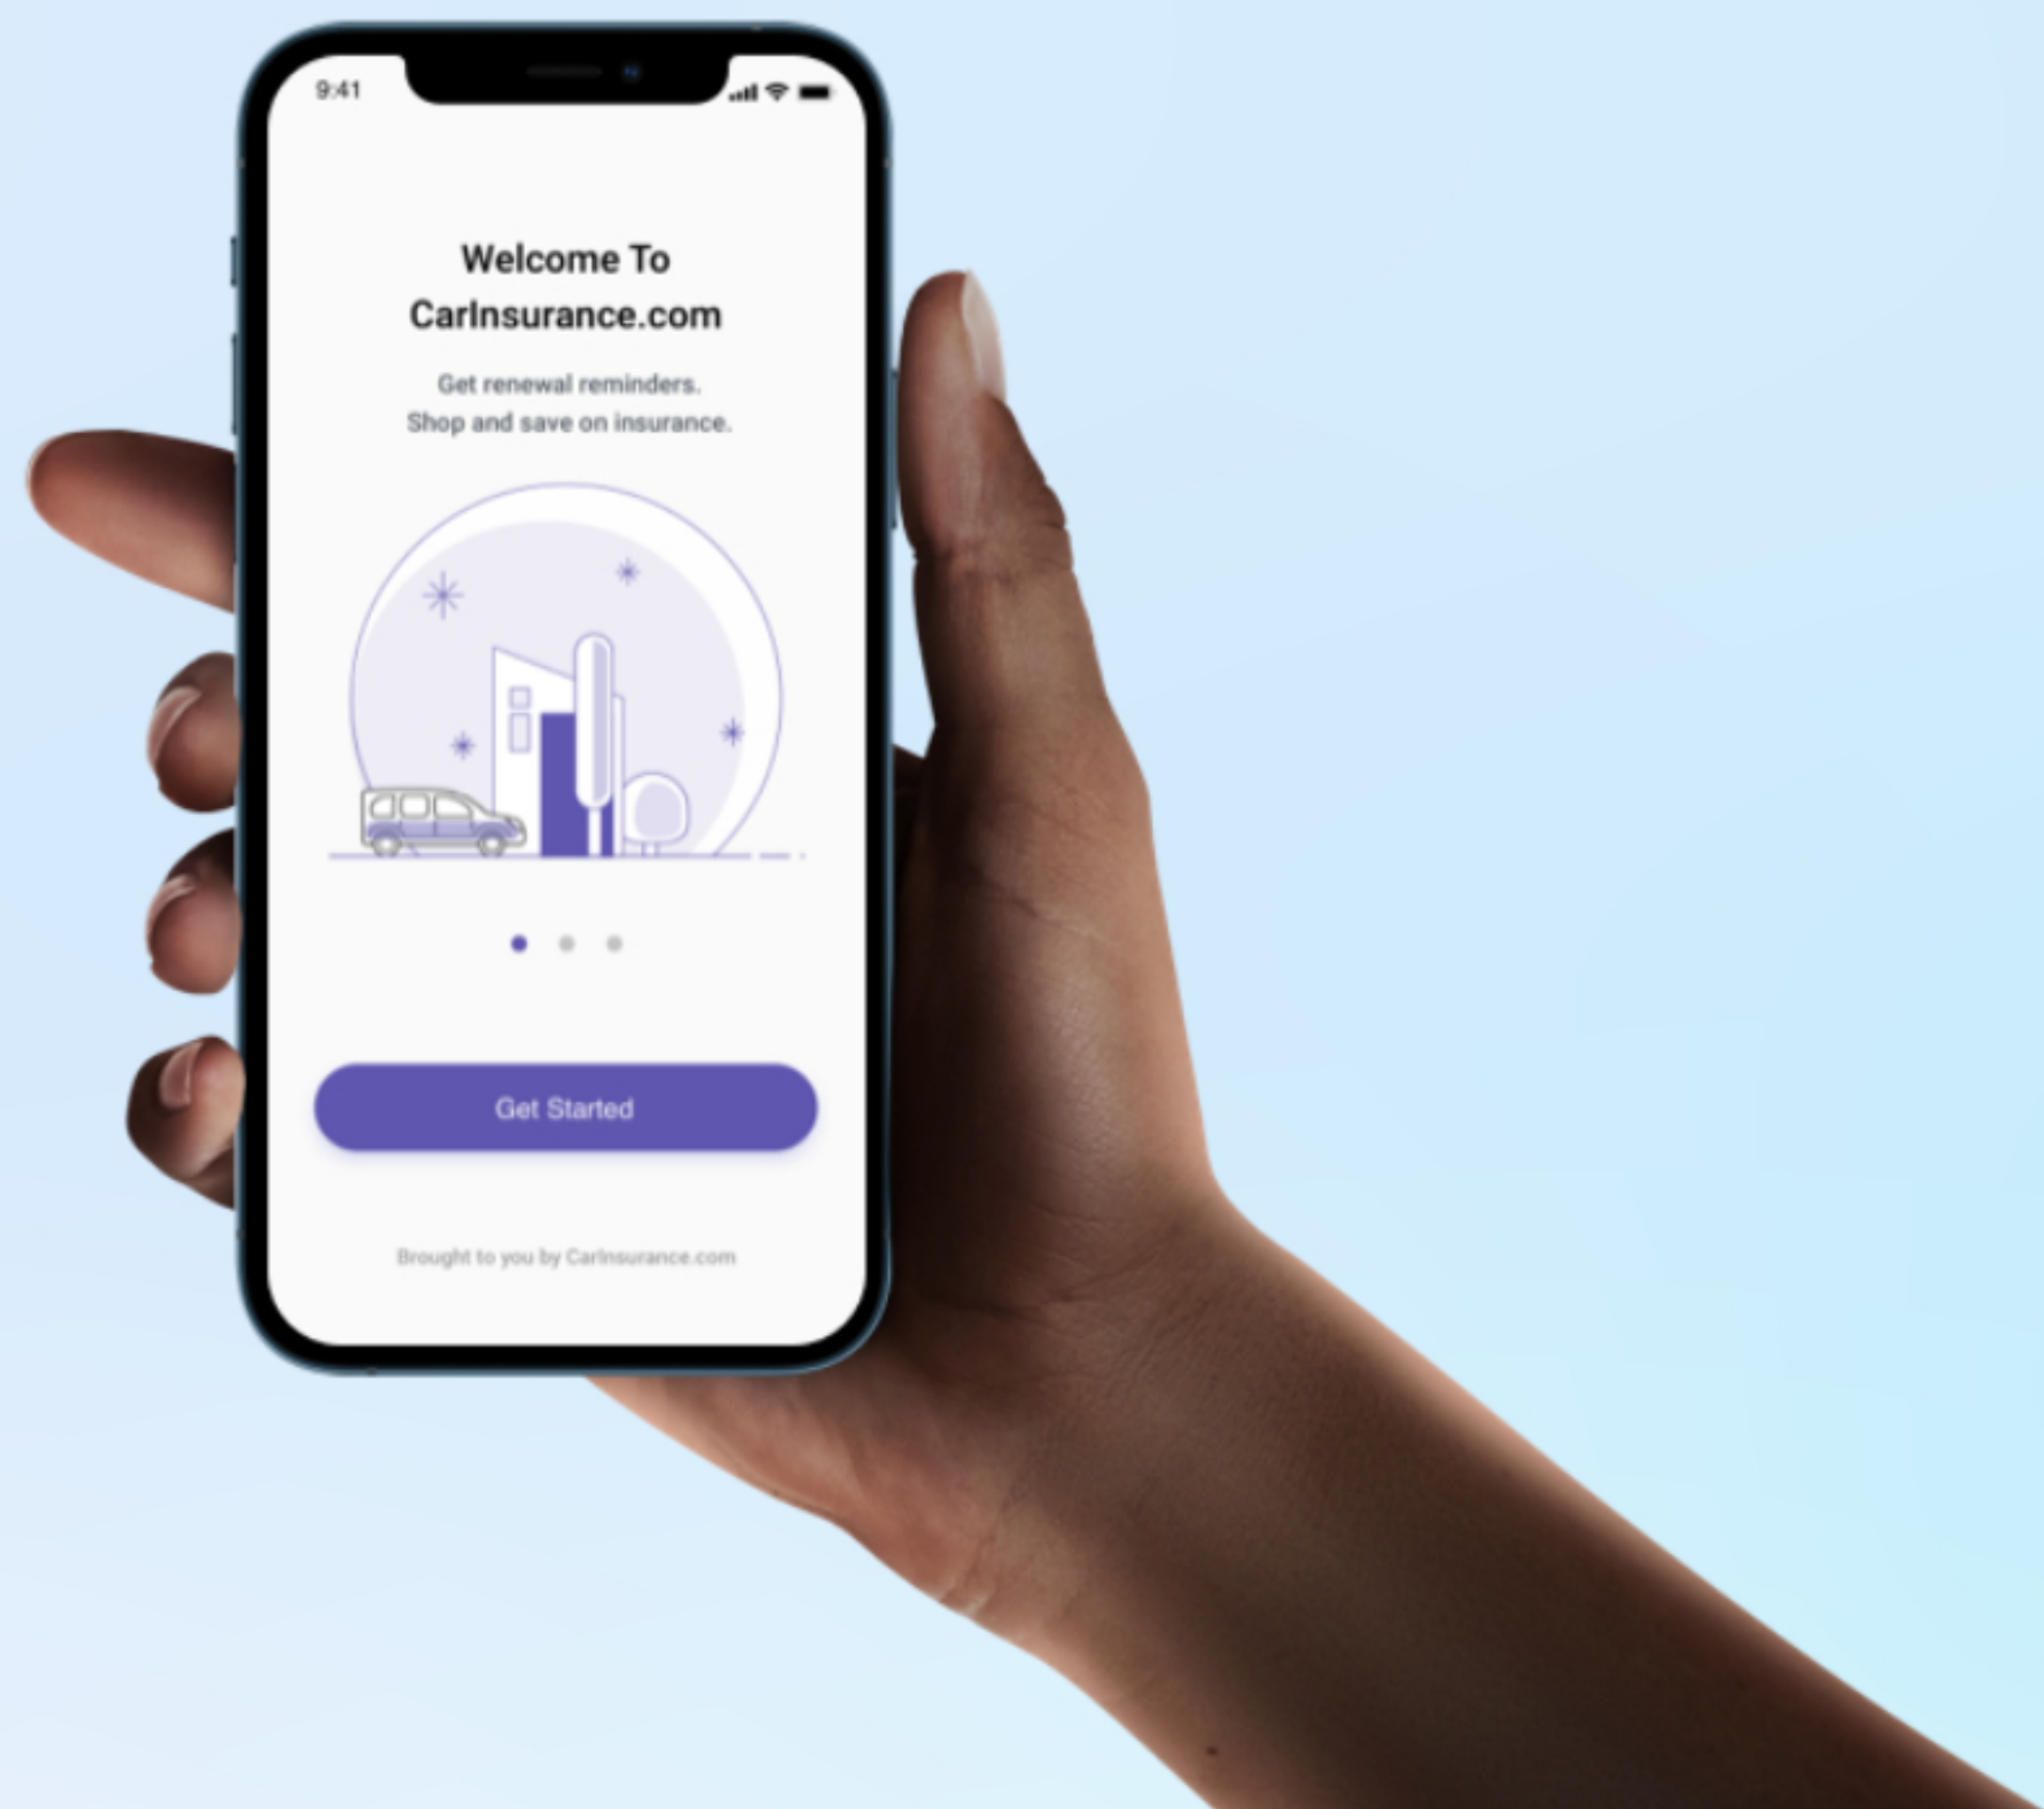 9:41
Welcome To
CarInsurance.com
Get renewal reminders.
Shop and save on insurance.
Get Started
Brought to you by CarInsurance.com